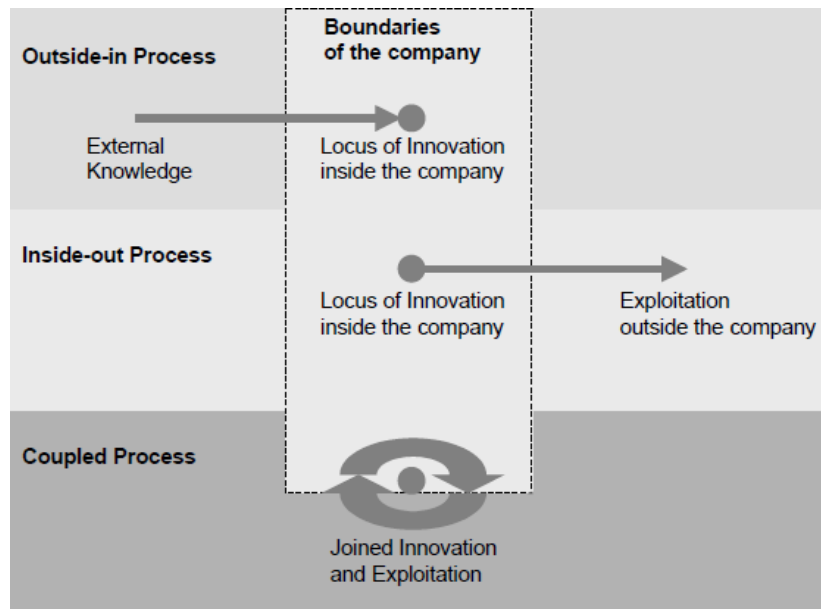 Boundaries
of the company
Outside-in Process
External
Knowledge
Locus of Innovation
inside the company
Inside-out Process
Locus of Innovation
inside the company
Exploitation
outside the company
Coupled Process
Joined Innovation
and Exploitation